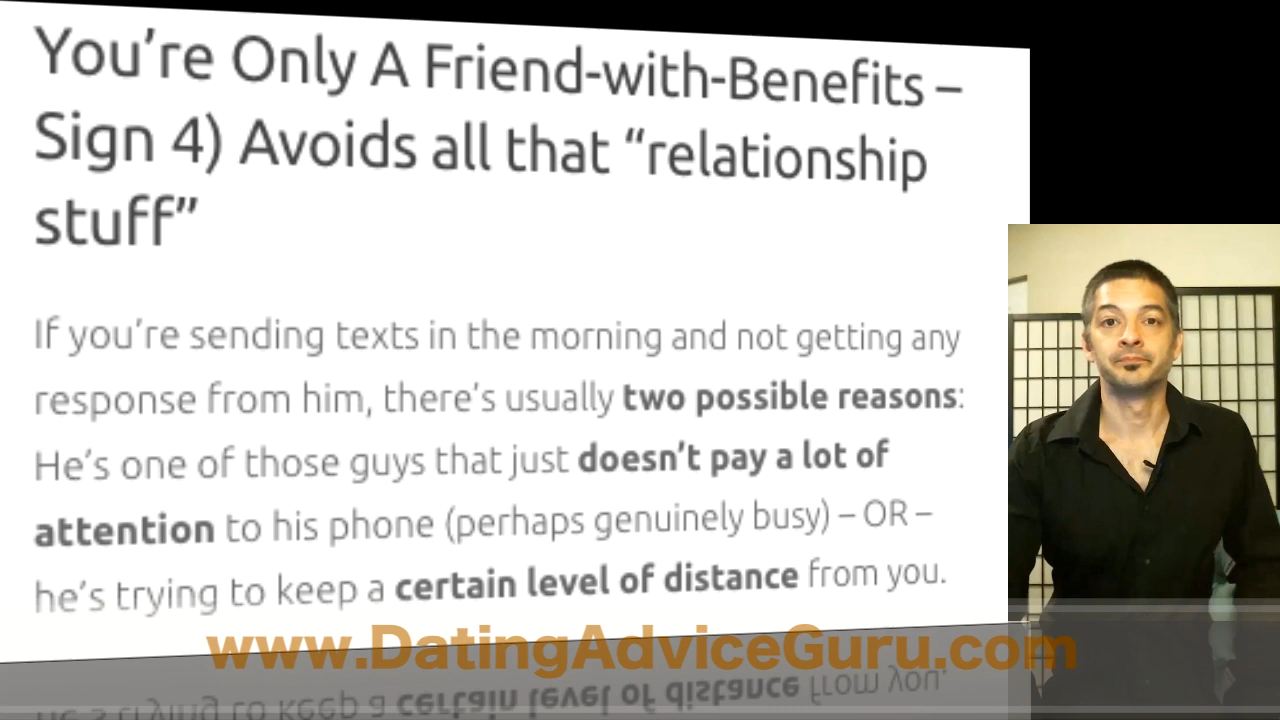 You’re Only A Friend-with-Benefits –
Sign 4) Avoids all that “relationship
stuff”
If you’re sending texts in the morning and not getting any
response from him, there’s usually two possible reasons:
He’s one of those guys that just doesn’t pay a lot of
attention to his phone (perhaps genuinely busy) – OR –
he’s trying to keep a certain level of distance from you.
www.DatingAdviceGuru.com